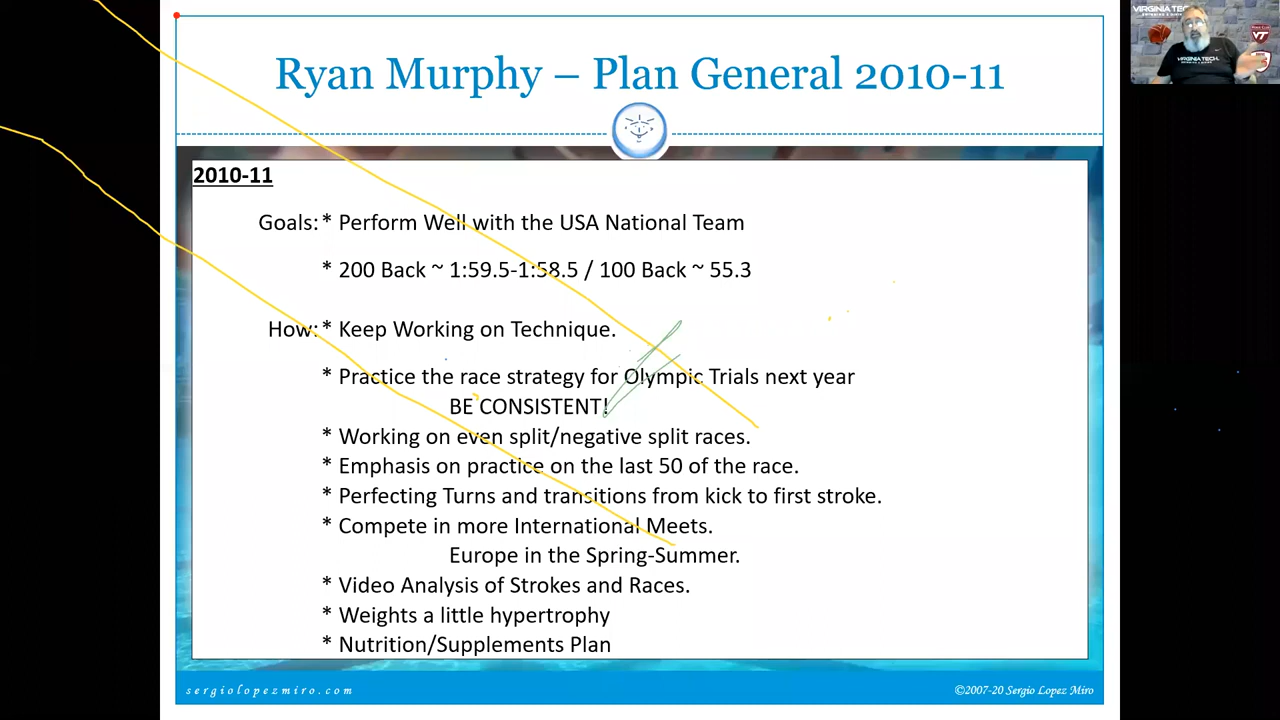 Ryan Murphy – Plan General 2010-11
VIRGINIA TECH
VT
VIRGINIA TECH
2010-11
Goals: * Perform Well with the USA National Team
* 200 Back ~ 1:59.5-1:58.5 / 100 Back ~ 55.3
How: * Keep Working on Technique.
* Practice the race strategy for Olympic Trials next year
BE CONSISTENT!
* Working on even split/negative split races.
* Emphasis on practice on the last 50 of the race.
* Perfecting Turns and transitions from kick to first stroke.
* Compete in more International Meets.
Europe in the Spring-Summer.
* Video Analysis of Strokes and Races.
* Weights a little hypertrophy
* Nutrition/Supplements Plan
sergiolopezmiro.com
©2007-20 Sergio Lopez Miro